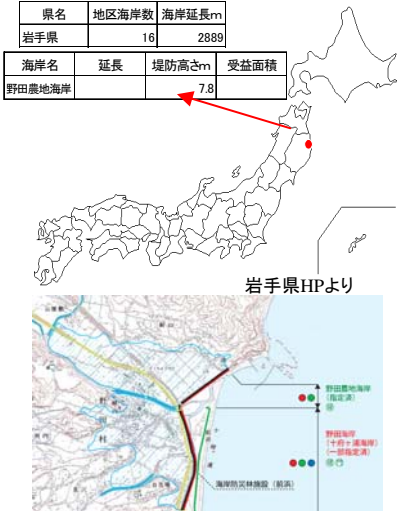 県名 地区海岸数 海岸延長m
岩手県 16 2889
海岸名 延長 堤防高さm 受益面積
野田農地海岸 7.8
岩手県HPより
野田農地海岸
(指定済)
野田海岸
(十府ヶ浦海岸)
(一部指定済)
野田村
海岸防災林施設(前浜)